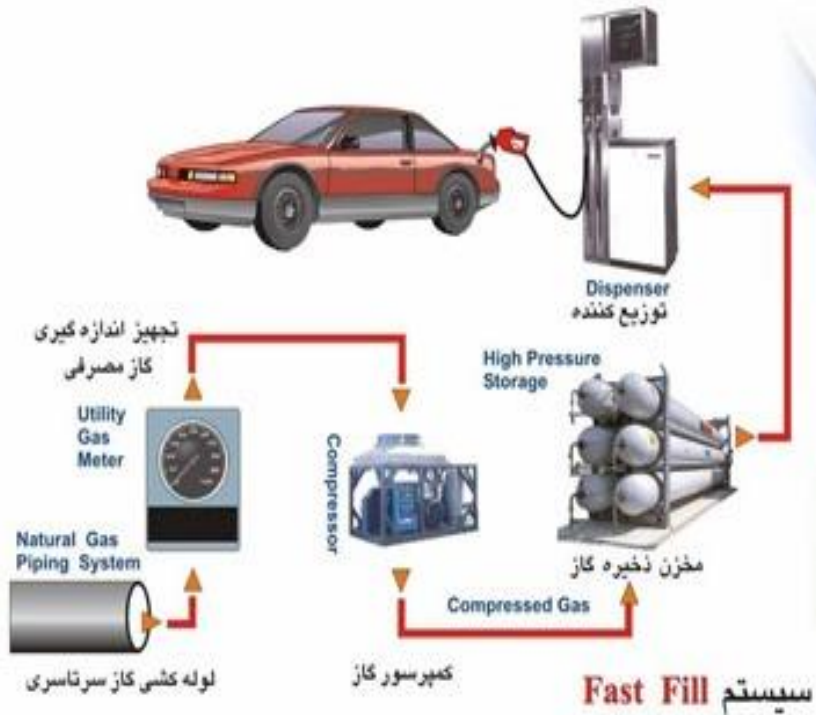 Dispenser
توزیع کننده
تجهیز اندازه گیری
گاز مصرفی
High Pressure
Storage
Utility
Gas
Meter
Compressor
Natural Gas
Piping System
مخزن ذخیره گاز
Compressed Gas
لوله کشی گاز سرتاسری
کمپرسور گاز
سیستم Fast Fill